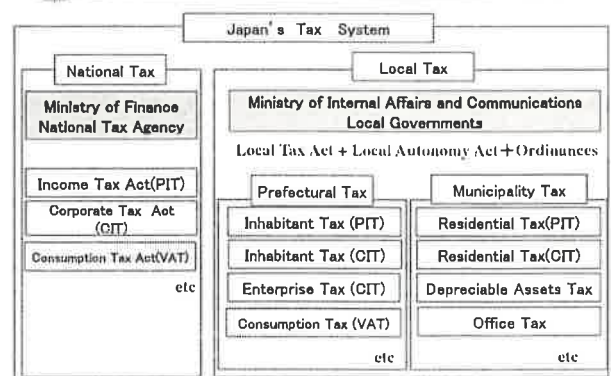 Japan's Tax System
National Tax
Ministry of Finance
National Tax Agency
Income Tax Act(PIT)
Corporate Tax Act
(CIT)
Consumption Tax Act(VAT)
etc
Local Tax
Ministry of Internal Affairs and Communications
Local Governments
Local Tax Act + Local Autonomy Act+Ordinances
Prefectural Tax
Inhabitant Tax (PIT)
Inhabitant Tax (CIT)
Enterprise Tax (CIT)
Consumption Tax (VAT)
etc
Municipality Tax
Residential Tax(PIT)
Residential Tax(CIT)
Depreciable Assets Tax
Office Tax
etc